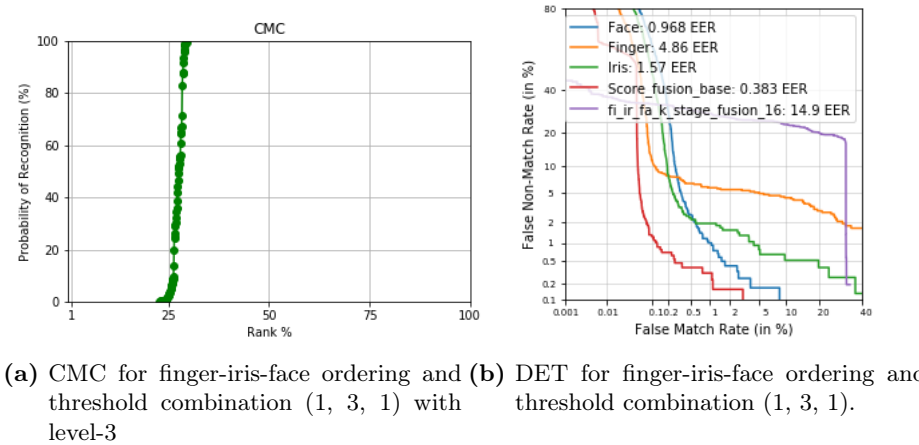 CMC
100
80
60
40
20
0
Probability of Recognition (%)
1 25 50 75 100
Rank %
80
40
20
10
5
2
1
0.5
0.2
0.1
False Non-Match Rate (in %)
Face: 0.968 EER
Finger: 4.86 EER
Iris: 1.57 EER
Score_fusion_base: 0.383 EER
fi_ir_fa_k_stage_fusion_16: 14.9 EER
0.001 0.01 0.1 0.2 0.5 1 2 5 10 20 40
False Match Rate (in %)
(a) CMC for finger-iris-face ordering and
threshold combination (1, 3, 1) with
level-3
(b) DET for finger-iris-face ordering and
threshold combination (1, 3, 1).